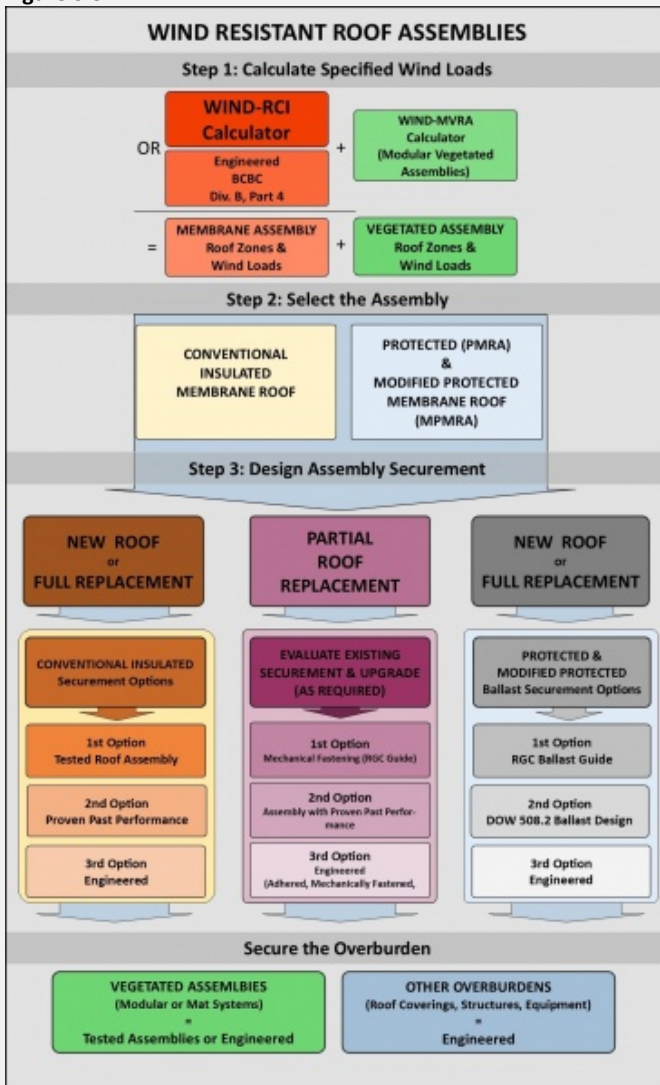 WIND RESISTANT ROOF ASSEMBLIES
Step 1: Calculate Specified Wind Loads
WIND-RCI
Calculator
OR
Engineered
BCBC
Div. B, Part 4
+
WIND-MVRA
Calculator
(Modular Vegetated
Assemblies)
=
MEMBRANE ASSEMBLY
Roof Zones &
Wind Loads
+
VEGETATED ASSEMBLY
Roof Zones &
Wind Loads
Step 2: Select the Assembly
CONVENTIONAL
INSULATED
MEMBRANE ROOF
PROTECTED (PMRA)
&
MODIFIED PROTECTED
MEMBRANE ROOF
(MPMRA)
Step 3: Design Assembly Securement
NEW ROOF
or
FULL REPLACEMENT
CONVENTIONAL INSULATED
Securement Options
1st Option
Tested Roof Assembly
2nd Option
Proven Past Performance
3rd Option
Engineered
PARTIAL
ROOF
REPLACEMENT
EVALUATE EXISTING
SECUREMENT & UPGRADE
(AS REQUIRED)
1st Option
Mechanical Fastening (RGC Guide)
2nd Option
Assembly with Proven Past Perfor-
mance
3rd Option
Engineered
(Adhered, Mechanically Fastened,
NEW ROOF
or
FULL REPLACEMENT
PROTECTED &
MODIFIED PROTECTED
Ballast Securement Options
1st Option
RGC Ballast Guide
2nd Option
DOW 508.2 Ballast Design
3rd Option
Engineered
Secure the Overburden
VEGETATED ASSEMLBIES
(Modular or Mat Systems)
=
Tested Assemblies or Engineered
OTHER OVERBURDENS
(Roof Coverings, Structures, Equipment)
=
Engineered